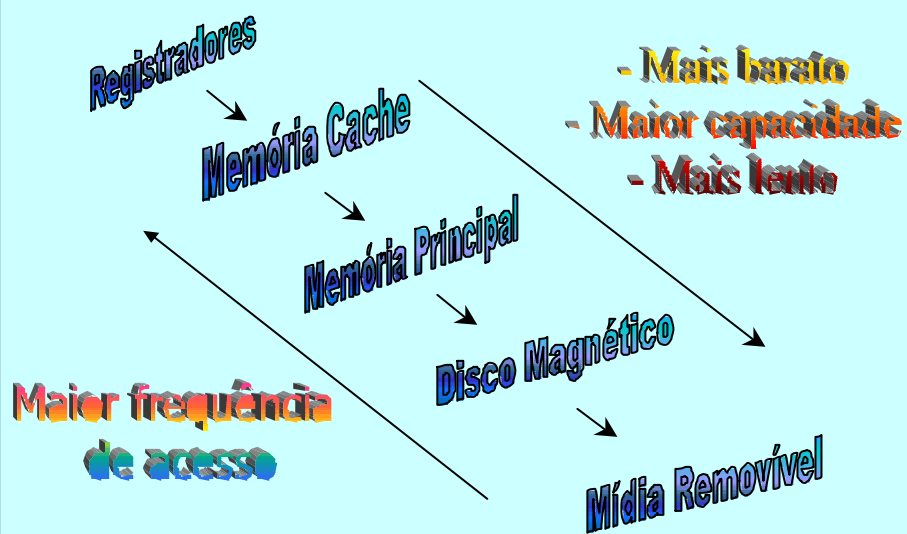 Registradores
Memória Cache
Memória Principal
Disco Magnético
Mídia Removível
- Mais barato
- Maior capacidade
- Mais lento
Maior frequência
de acesso